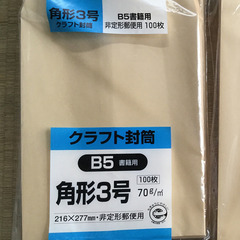 角形3号
クラフト封筒
B5書籍用
非定形郵便用 100枚
クラフト封筒
B5 書籍用
100枚
角形3号 70g/㎡
216×277mm・非定形郵便用